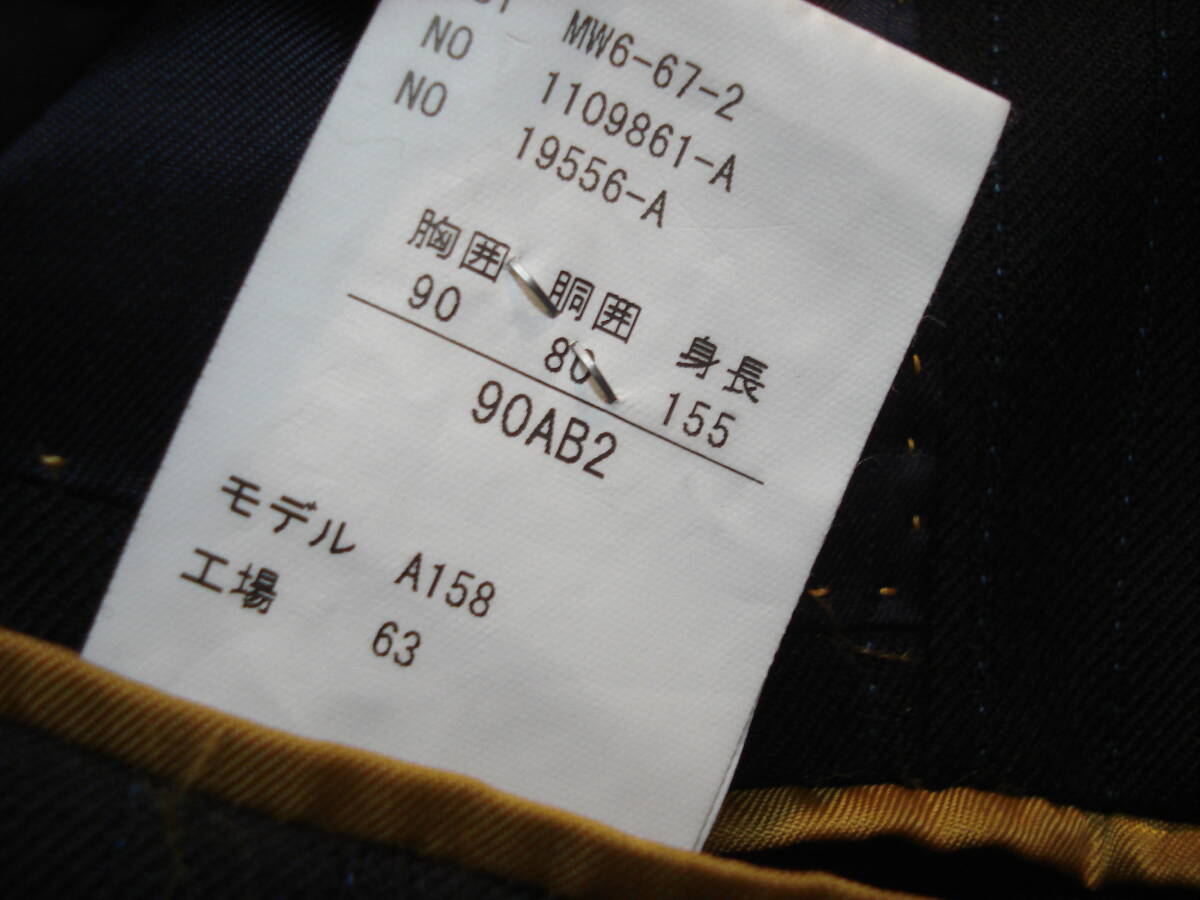 MW6-67-2
NO 1109861-A
NO 19556-A
胸囲 胴囲 身長
90 80 155
90AB2
モデル A158
工場 63